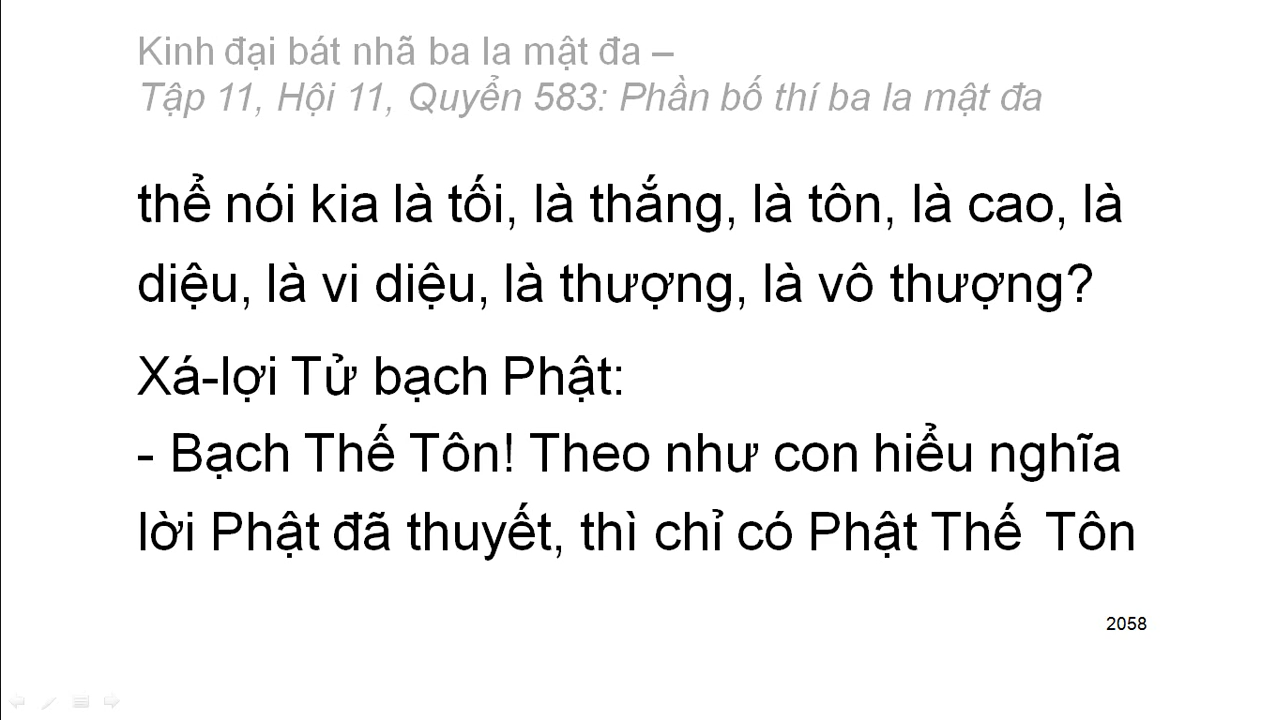 Kinh đại bát nhã ba la mật đa –
Tập 11, Hội 11, Quyển 583: Phần bố thí ba la mật đa
thể nói kia là tối, là thắng, là tôn, là cao, là
diệu, là vi diệu, là thượng, là vô thượng?
Xá-lợi Tử bạch Phật:
- Bạch Thế Tôn! Theo như con hiểu nghĩa
lời Phật đã thuyết, thì chỉ có Phật Thế Tôn
2058